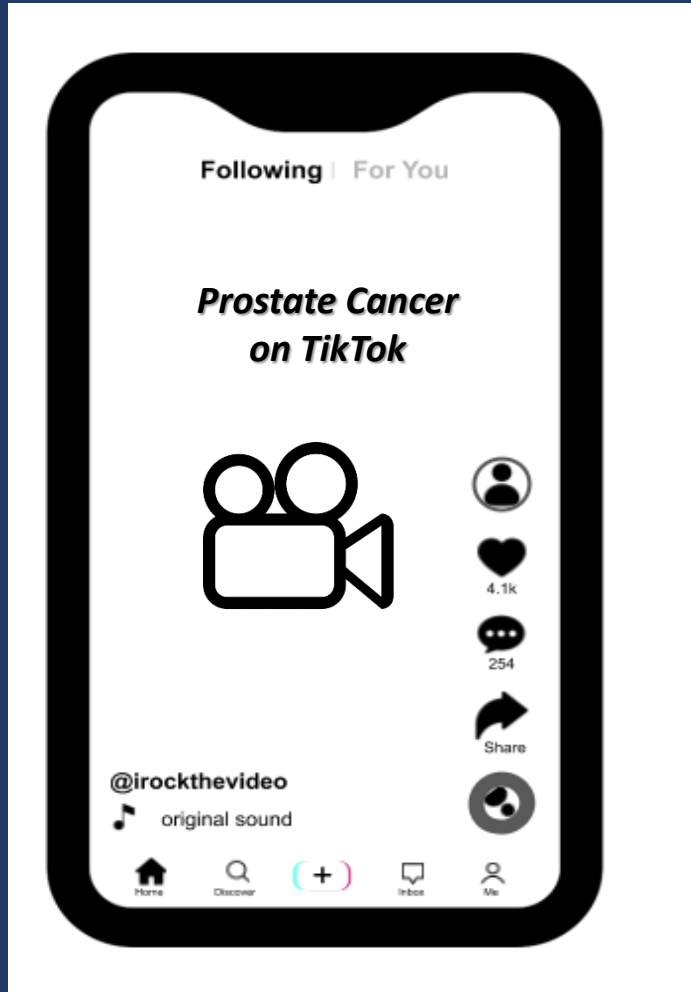 Following | For You
Prostate Cancer
on TikTok
4.1k
254
Share
@irockthevideo
original sound
Home
Discover
+
Inbox
Me